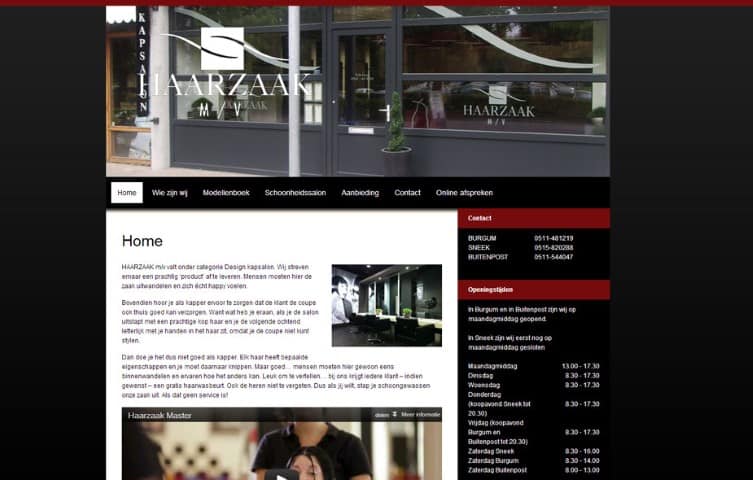 KAPSALON
HAARZAAK
M/V
HAARZAAK
HAARZAAK
M/V
Home
Wie zijn wij
Modellenboek
Schoonheidssalon
Aanbieding
Contact
Online afspreken
Home
HAARZAAK m/v valt onder categorie Design kapsalon. Wij streven
ernaar een prachtig 'product' af te leveren. Mensen moeten hier de
zaak uitwandelen en zich écht happy voelen.
Bovendien hoor je als kapper ervoor te zorgen dat de klant de coupe
ook thuis goed kan verzorgen. Want wat heb je eraan, als je de salon
uitstapt met een prachtige kop haar en je de volgende ochtend
letterlijk met je handen in het haar zit, omdat je de coupe niet kunt
stylen.
Dan doe je het dus niet goed als kapper. Elk haar heeft bepaalde
eigenschappen en je moet daarnaar knippen. Maar goed... mensen moeten hier gewoon eens
binnenwandelen en ervaren hoe het anders kan. Leuk om te vertellen... bij ons krijgt iedere klant – indien
gewenst – een gratis haarwasbeurt. Ook de heren niet te vergeten. Dus als jij wilt, stap je schoongewassen
onze zaak uit. Als dat geen service is!
Haarzaak Master
delen
Meer informatie
Contact
BURGUM 0511-481219
SNEEK 0515-820288
BUITENPOST 0511-544047
Openingstijden
In Burgum en in Buitenpost zijn wij op
maandagmiddag geopend.
In Sneek zijn wij eerst nog op
maandagmiddag gesloten
Maandagmiddag 13.00 - 17.30
Dinsdag 8.30 - 17.30
Woensdag 8.30 - 17.30
Donderdag
(koopavond Sneek tot 8.30 - 17.30
20:30)
Vrijdag (koopavond
Burgum en 8.30 - 17.30
Buitenpost tot 20:30)
Zaterdag Sneek 8.30 - 16.00
Zaterdag Burgum 8.30 - 14.00
Zaterdag Buitenpost 8.00 - 13.00